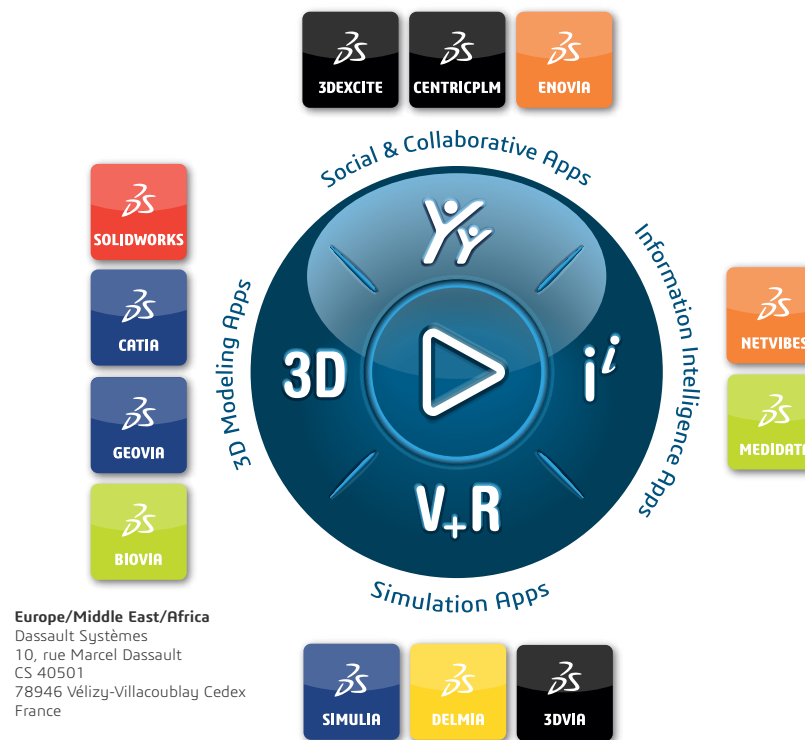 3DEXCITE CENTRICPLM ENOVIA
Social & Collaborative Apps
SOLIDWORKS
CATIA
GEOVIA
BIOVIA
3D Modeling Apps
Information Intelligence Apps
3D
i i
V+R
NETVIBES
MEDIDATA
Simulation Apps
Europe/Middle East/Africa
Dassault Systèmes
10, rue Marcel Dassault
CS 40501
78946 Vélizy-Villacoublay Cedex
France
SIMULIA DELMIA 3DVIA